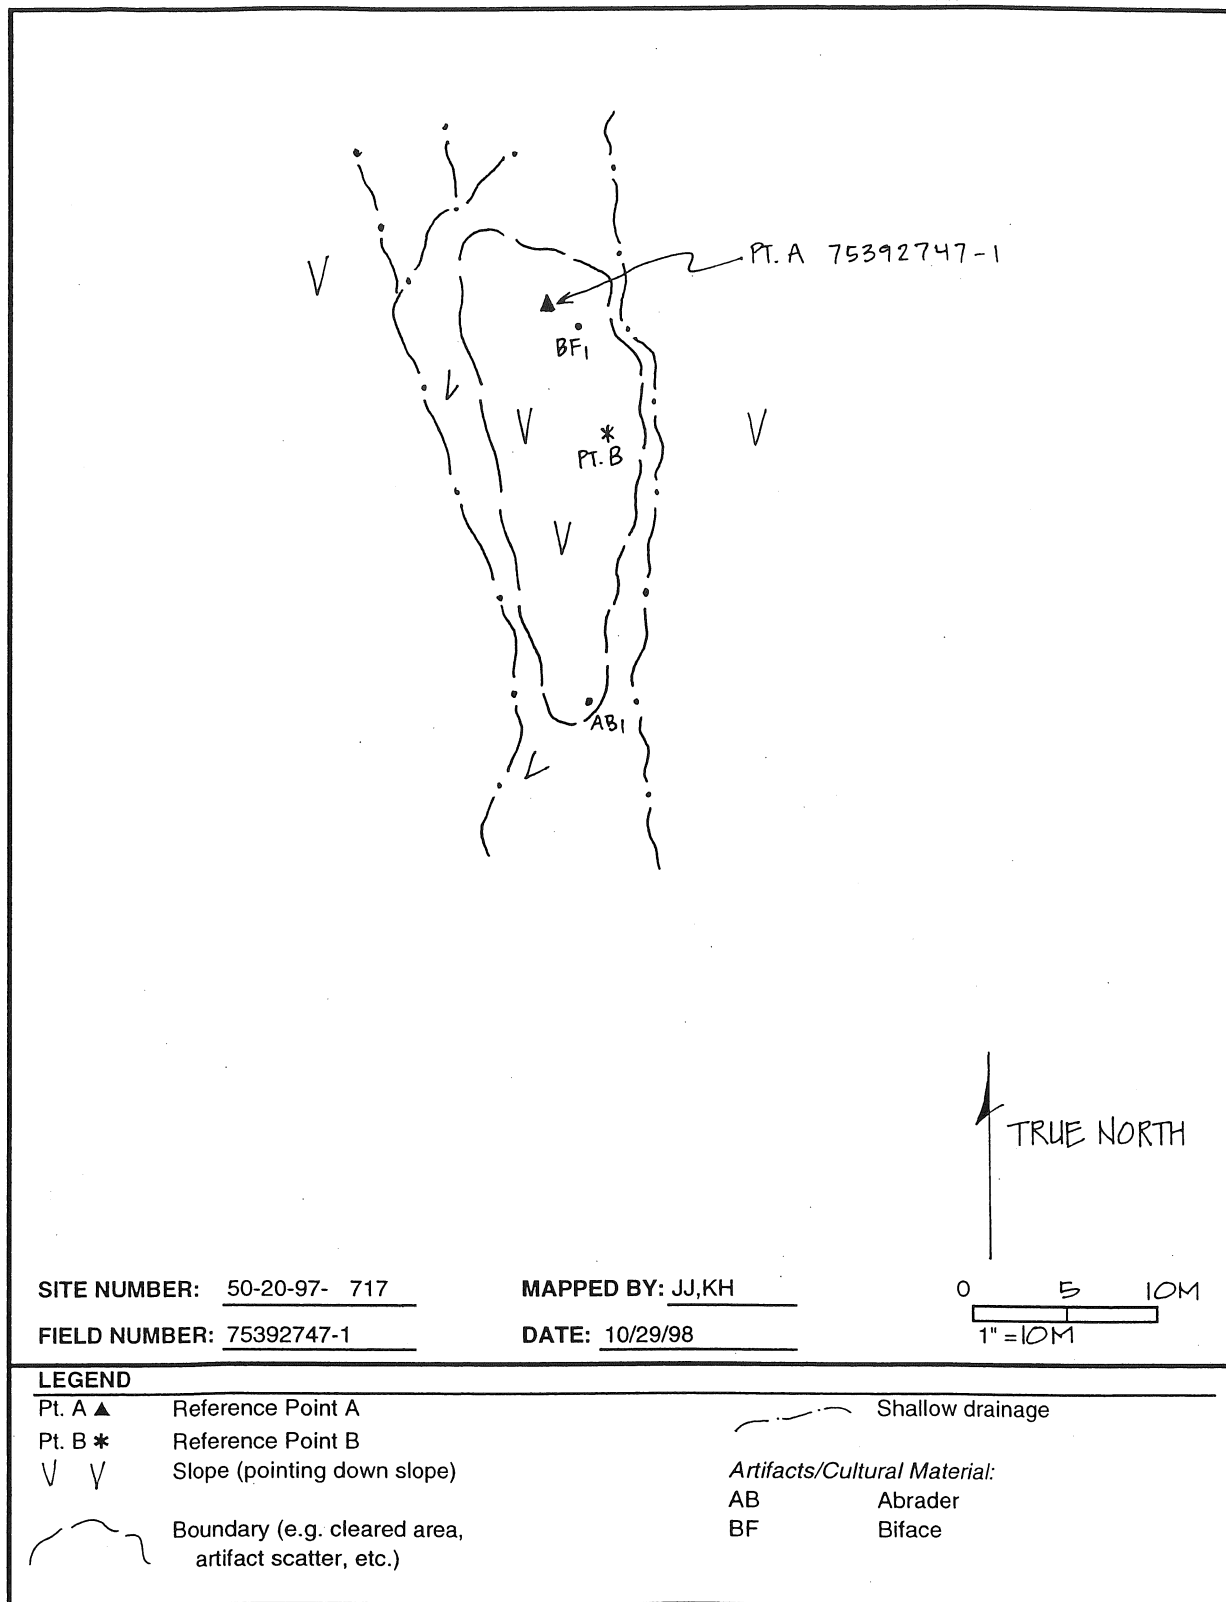 PT. A 75392747-1
BF1
PT. B
AB1
TRUE NORTH
SITE NUMBER: 50-20-97- 717
MAPPED BY: JJ,KH
0 5 10M
FIELD NUMBER: 75392747-1
DATE: 10/29/98
1" = 10M
LEGEND
Pt. A ▲ Reference Point A
Pt. B * Reference Point B
V V Slope (pointing down slope)
Boundary (e.g. cleared area,
artifact scatter, etc.)
Shallow drainage
Artifacts/Cultural Material:
AB Abrader
BF Biface